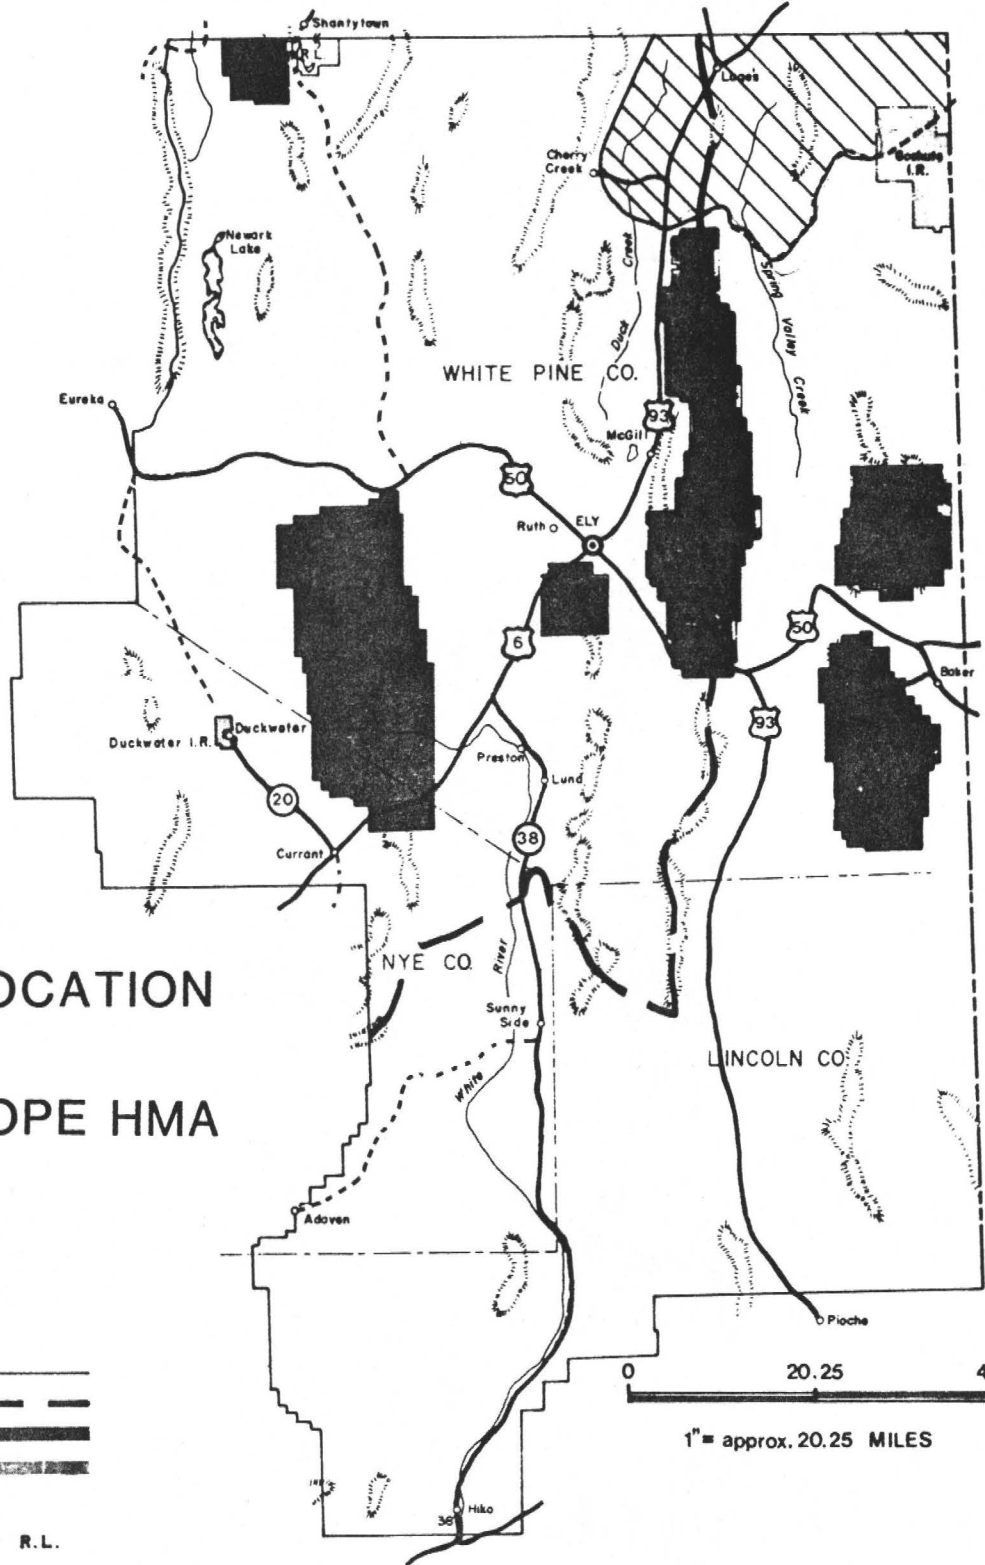 Shantytown
R.L.
Lage's
Cherry
Creek
Goshute
I.R.
Newark
Lake
Duck Creek
Spring Valley Creek
WHITE PINE CO.
Eureka
93
McGill
50
Ruth
ELY
6
50
Baker
93
Duckwater
Duckwater I.R.
Preston
Lund
20
38
Currant
NYE CO.
OCATION
White River
Sunny
Side
LINCOLN CO.
OPE HMA
Adaven
Pioche
0 20.25 4
1"= approx. 20.25 MILES
Hiko
38
R.L.